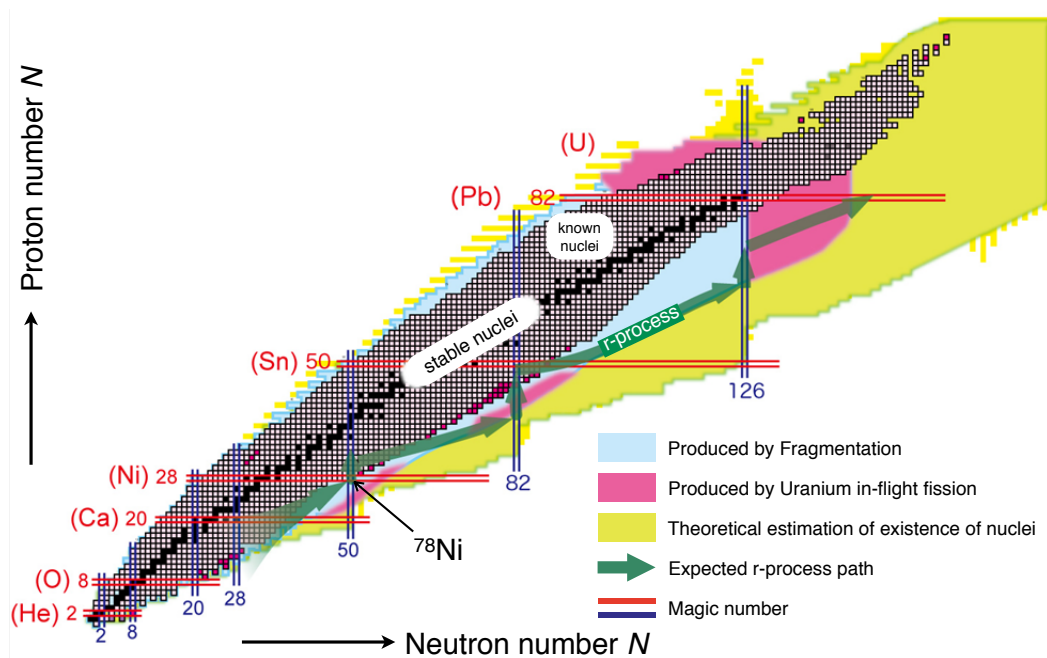 Proton number N
(U)
(Pb) 82
known
nuclei
stable nuclei
r-process
(Sn) 50
126
(Ni) 28
82
(Ca) 20
50
78Ni
(O) 8
20
28
(He) 2
2
8
Neutron number N
Produced by Fragmentation
Produced by Uranium in-flight fission
Theoretical estimation of existence of nuclei
Expected r-process path
Magic number